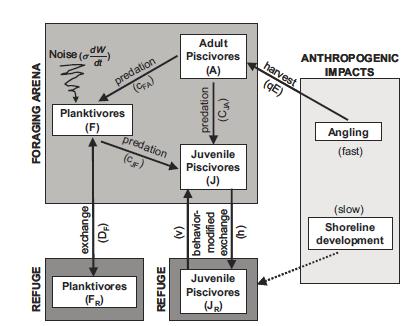 Noise (σ dW/dt)
Adult
Piscivores
(A)
predation
(cFA)
ANTHROPOGENIC
IMPACTS
harvest
(qE)
FORAGING ARENA
Planktivores
(F)
predation
(CJA)
Angling
(fast)
predation
(cJF)
Juvenile
Piscivores
(J)
(slow)
Shoreline
development
exchange
(DF)
(v)
behavior-
modified
exchange
(h)
REFUGE
Planktivores
(FR)
REFUGE
Juvenile
Piscivores
(JR)